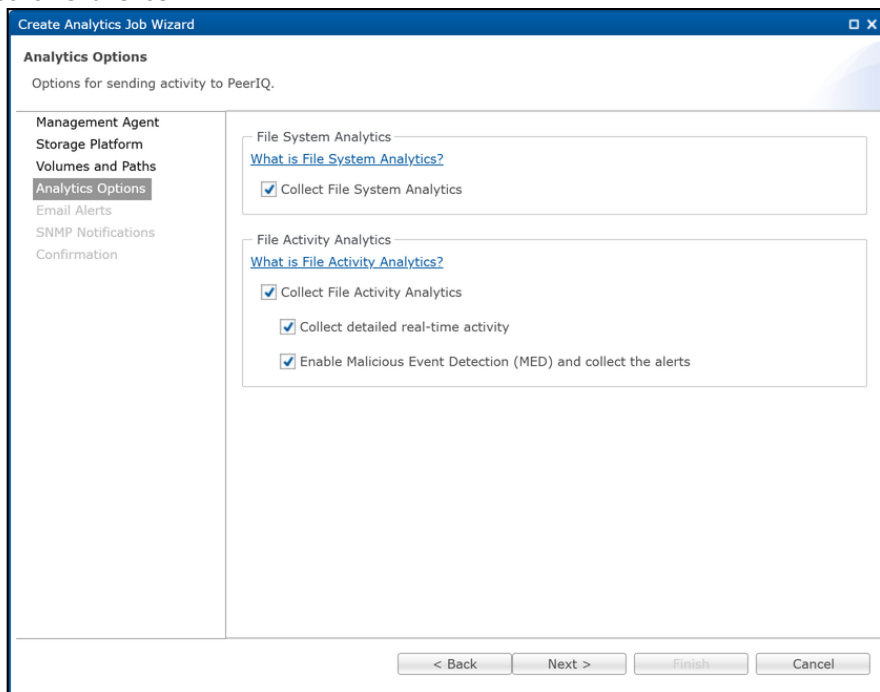 Create Analytics Job Wizard
Analytics Options
Options for sending activity to PeerIQ.
Management Agent
Storage Platform
Volumes and Paths
Analytics Options
Email Alerts
SNMP Notifications
Confirmation
File System Analytics
What is File System Analytics?
Collect File System Analytics
File Activity Analytics
What is File Activity Analytics?
Collect File Activity Analytics
Collect detailed real-time activity
Enable Malicious Event Detection (MED) and collect the alerts
< Back
Next >
Finish
Cancel